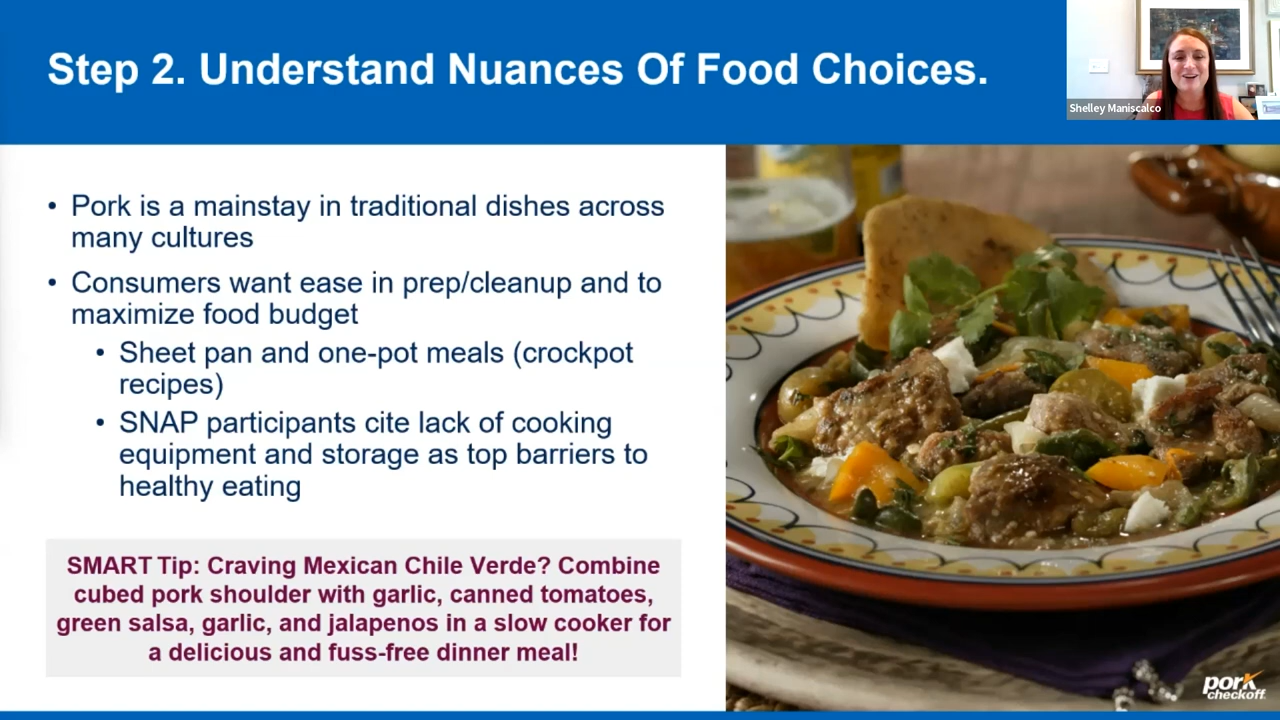 Step 2. Understand Nuances Of Food Choices.
Shelley Maniscalco
• Pork is a mainstay in traditional dishes across
many cultures
• Consumers want ease in prep/cleanup and to
maximize food budget
• Sheet pan and one-pot meals (crockpot
recipes)
• SNAP participants cite lack of cooking
equipment and storage as top barriers to
healthy eating
SMART Tip: Craving Mexican Chile Verde? Combine
cubed pork shoulder with garlic, canned tomatoes,
green salsa, garlic, and jalapenos in a slow cooker for
a delicious and fuss-free dinner meal!
pork
checkoff